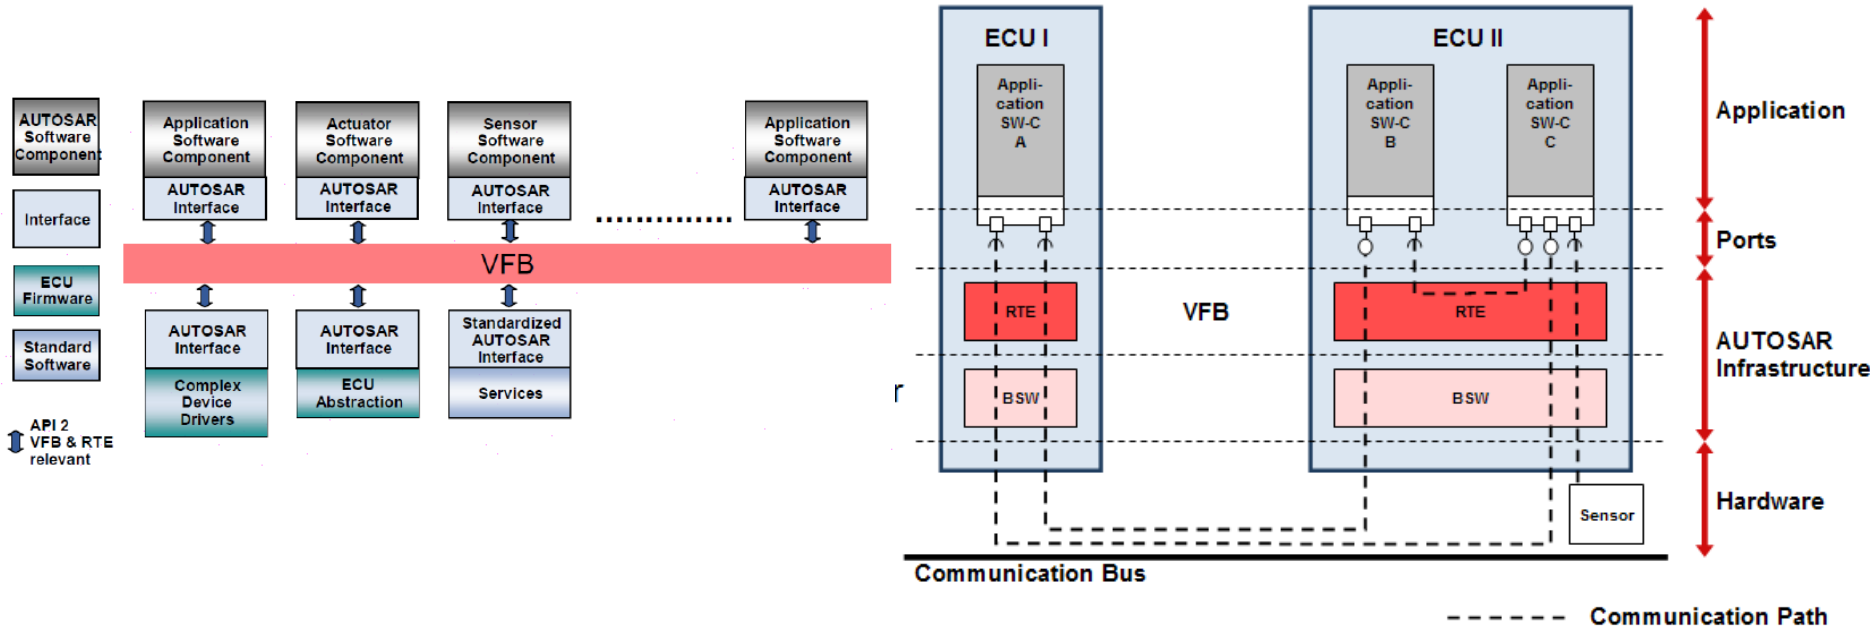 AUTOSAR
Software
Component
Interface
ECU
Firmware
Standard
Software
API 2
VFB & RTE
relevant
Application
Software
Component
AUTOSAR
Interface
Actuator
Software
Component
AUTOSAR
Interface
Sensor
Software
Component
AUTOSAR
Interface
Application
Software
Component
AUTOSAR
Interface
VFB
AUTOSAR
Interface
Complex
Device
Drivers
AUTOSAR
Interface
ECU
Abstraction
Standardized
AUTOSAR
Interface
Services
r
ECU I
Appli-
cation
SW-C
A
RTE
BSW
VFB
ECU II
Appli-
cation
SW-C
B
Appli-
cation
SW-C
C
RTE
BSW
Sensor
Application
Ports
AUTOSAR
Infrastructure
Hardware
Communication Bus
Communication Path